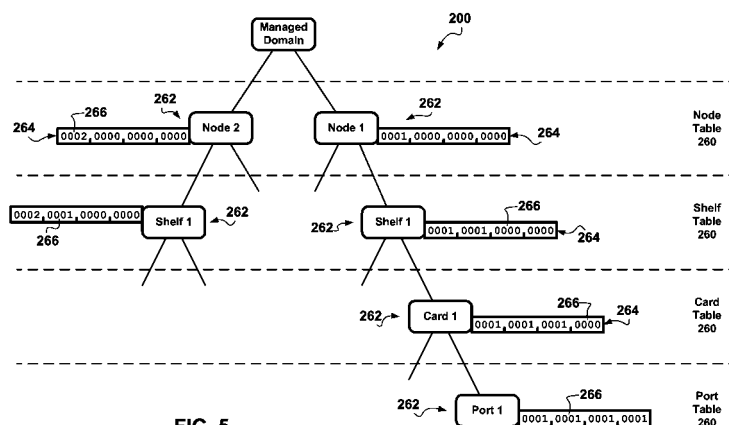 Managed
Domain
200
266
262
262
264
0002,0000,0000,0000
Node 2
Node 1
0001,0000,0000,0000
264
Node
Table
260
0002,0001,0000,0000
266
Shelf 1
262
262
Shelf 1
266
0001,0001,0000,0000
264
Shelf
Table
260
262
Card 1
266
0001,0001,0001,0000
264
Card
Table
260
262
Port 1
266
0001,0001,0001,0001
Port
Table
260
FIG. 5